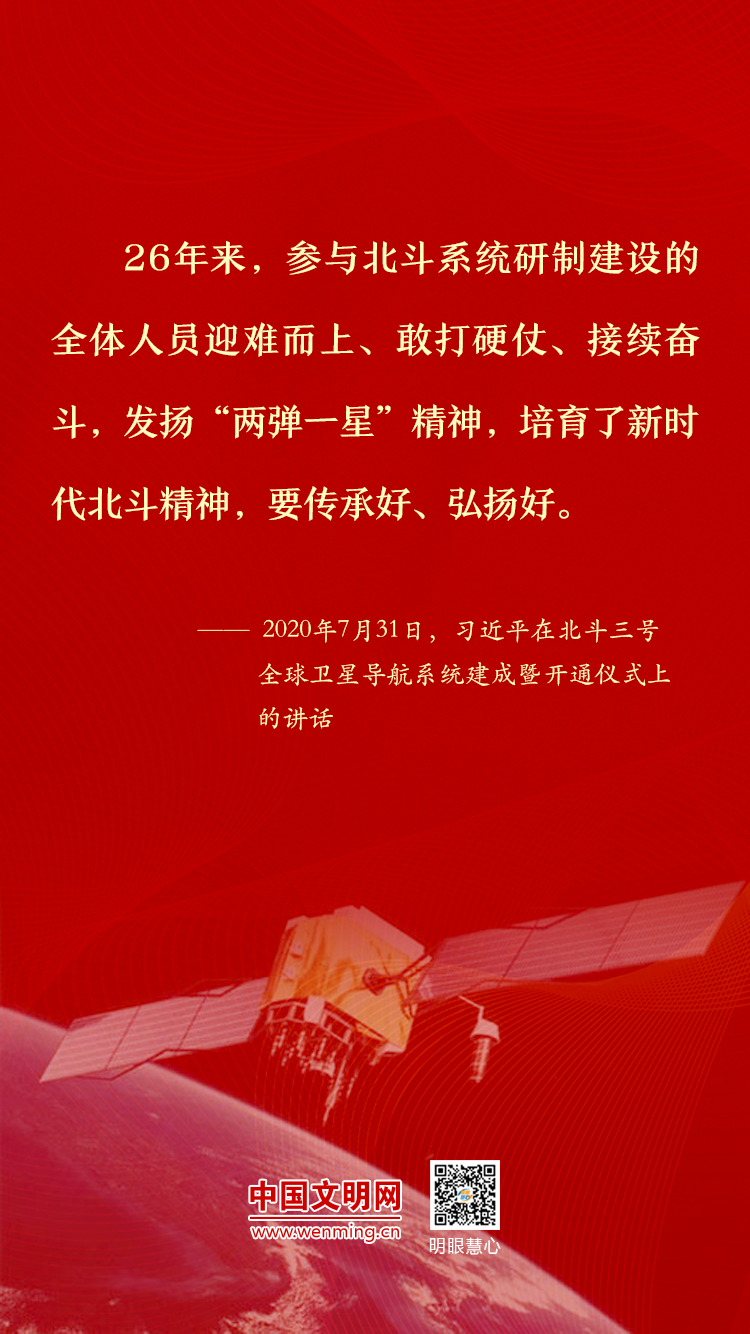 26年来，参与北斗系统研制建设的
全体人员迎难而上、敢打硬仗、接续奋
斗，发扬“两弹一星”精神，培育了新时
代北斗精神，要传承好、弘扬好。
—— 2020年7月31日，习近平在北斗三号
全球卫星导航系统建成暨开通仪式上
的讲话
中国文明网
www.wenming.cn
明眼慧心